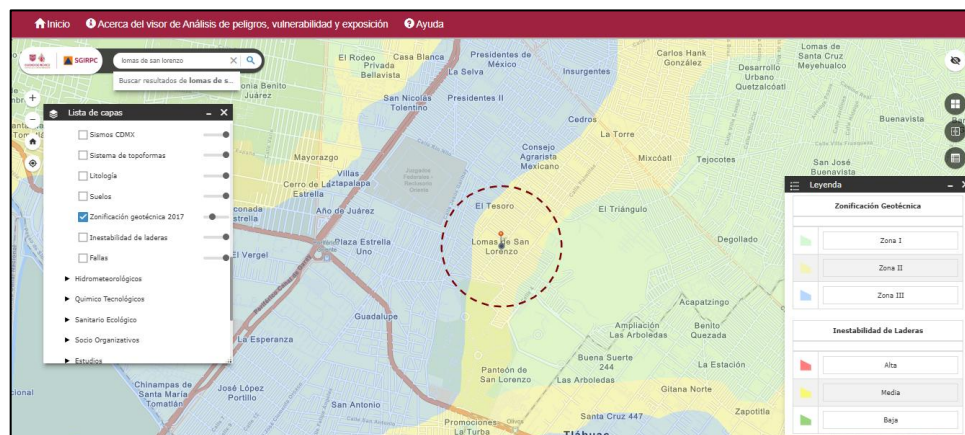 Inicio
Acerca del visor de Análisis de peligros, vulnerabilidad y exposición
Ayuda
SGIRPC
lomas de san lorenzo
Buscar resultados de lomas de s...
Lista de capas
Sismos CDMX
Sistema de topoformas
Litología
Suelos
Zonificación geotécnica 2017
Inestabilidad de laderas
Fallas
Hidrometeorológicos
Químico Tecnológicos
Sanitario Ecológico
Socio Organizativos
Estudios
El Rodeo
Casa Blanca
Privada
Bellavista
La Selva
Presidentes de
México
Insurgentes
Carlos Hank
González
Desarrollo
Urbano
Quetzalcóatl
Lomas de
Santa Cruz
Meyehualco
Buenavista
Juárez
San Nicolas
Tolentino
Presidentes II
Cedros
La Torre
Consejo
Agrarista
Mexicano
Mixcóatl
Tejocotes
San José
Buenavista
Mayorazgo
Villas
Iztapalapa
Cerro de La
Estrella
Año de Juárez
El Tesoro
El Triángulo
Degollado
El Vergel
Plaza Estrella
Uno
Lomas de San
Lorenzo
Guadalupe
La Esperanza
Acapatzingo
Ampliación
Las Arboledas
Benito
Quezada
Panteón de
San Lorenzo
Buena Suerte
244
Las Arboledas
La Estación
Gitana Norte
Chinampas de
Santa María
Tomatlán
José López
Portillo
San Antonio
Promociones
La Turba
Santa Cruz 447
Zapotitla
Tláhuac
Leyenda
Zonificación Geotécnica
Zona I
Zona II
Zona III
Inestabilidad de Laderas
Alta
Media
Baja